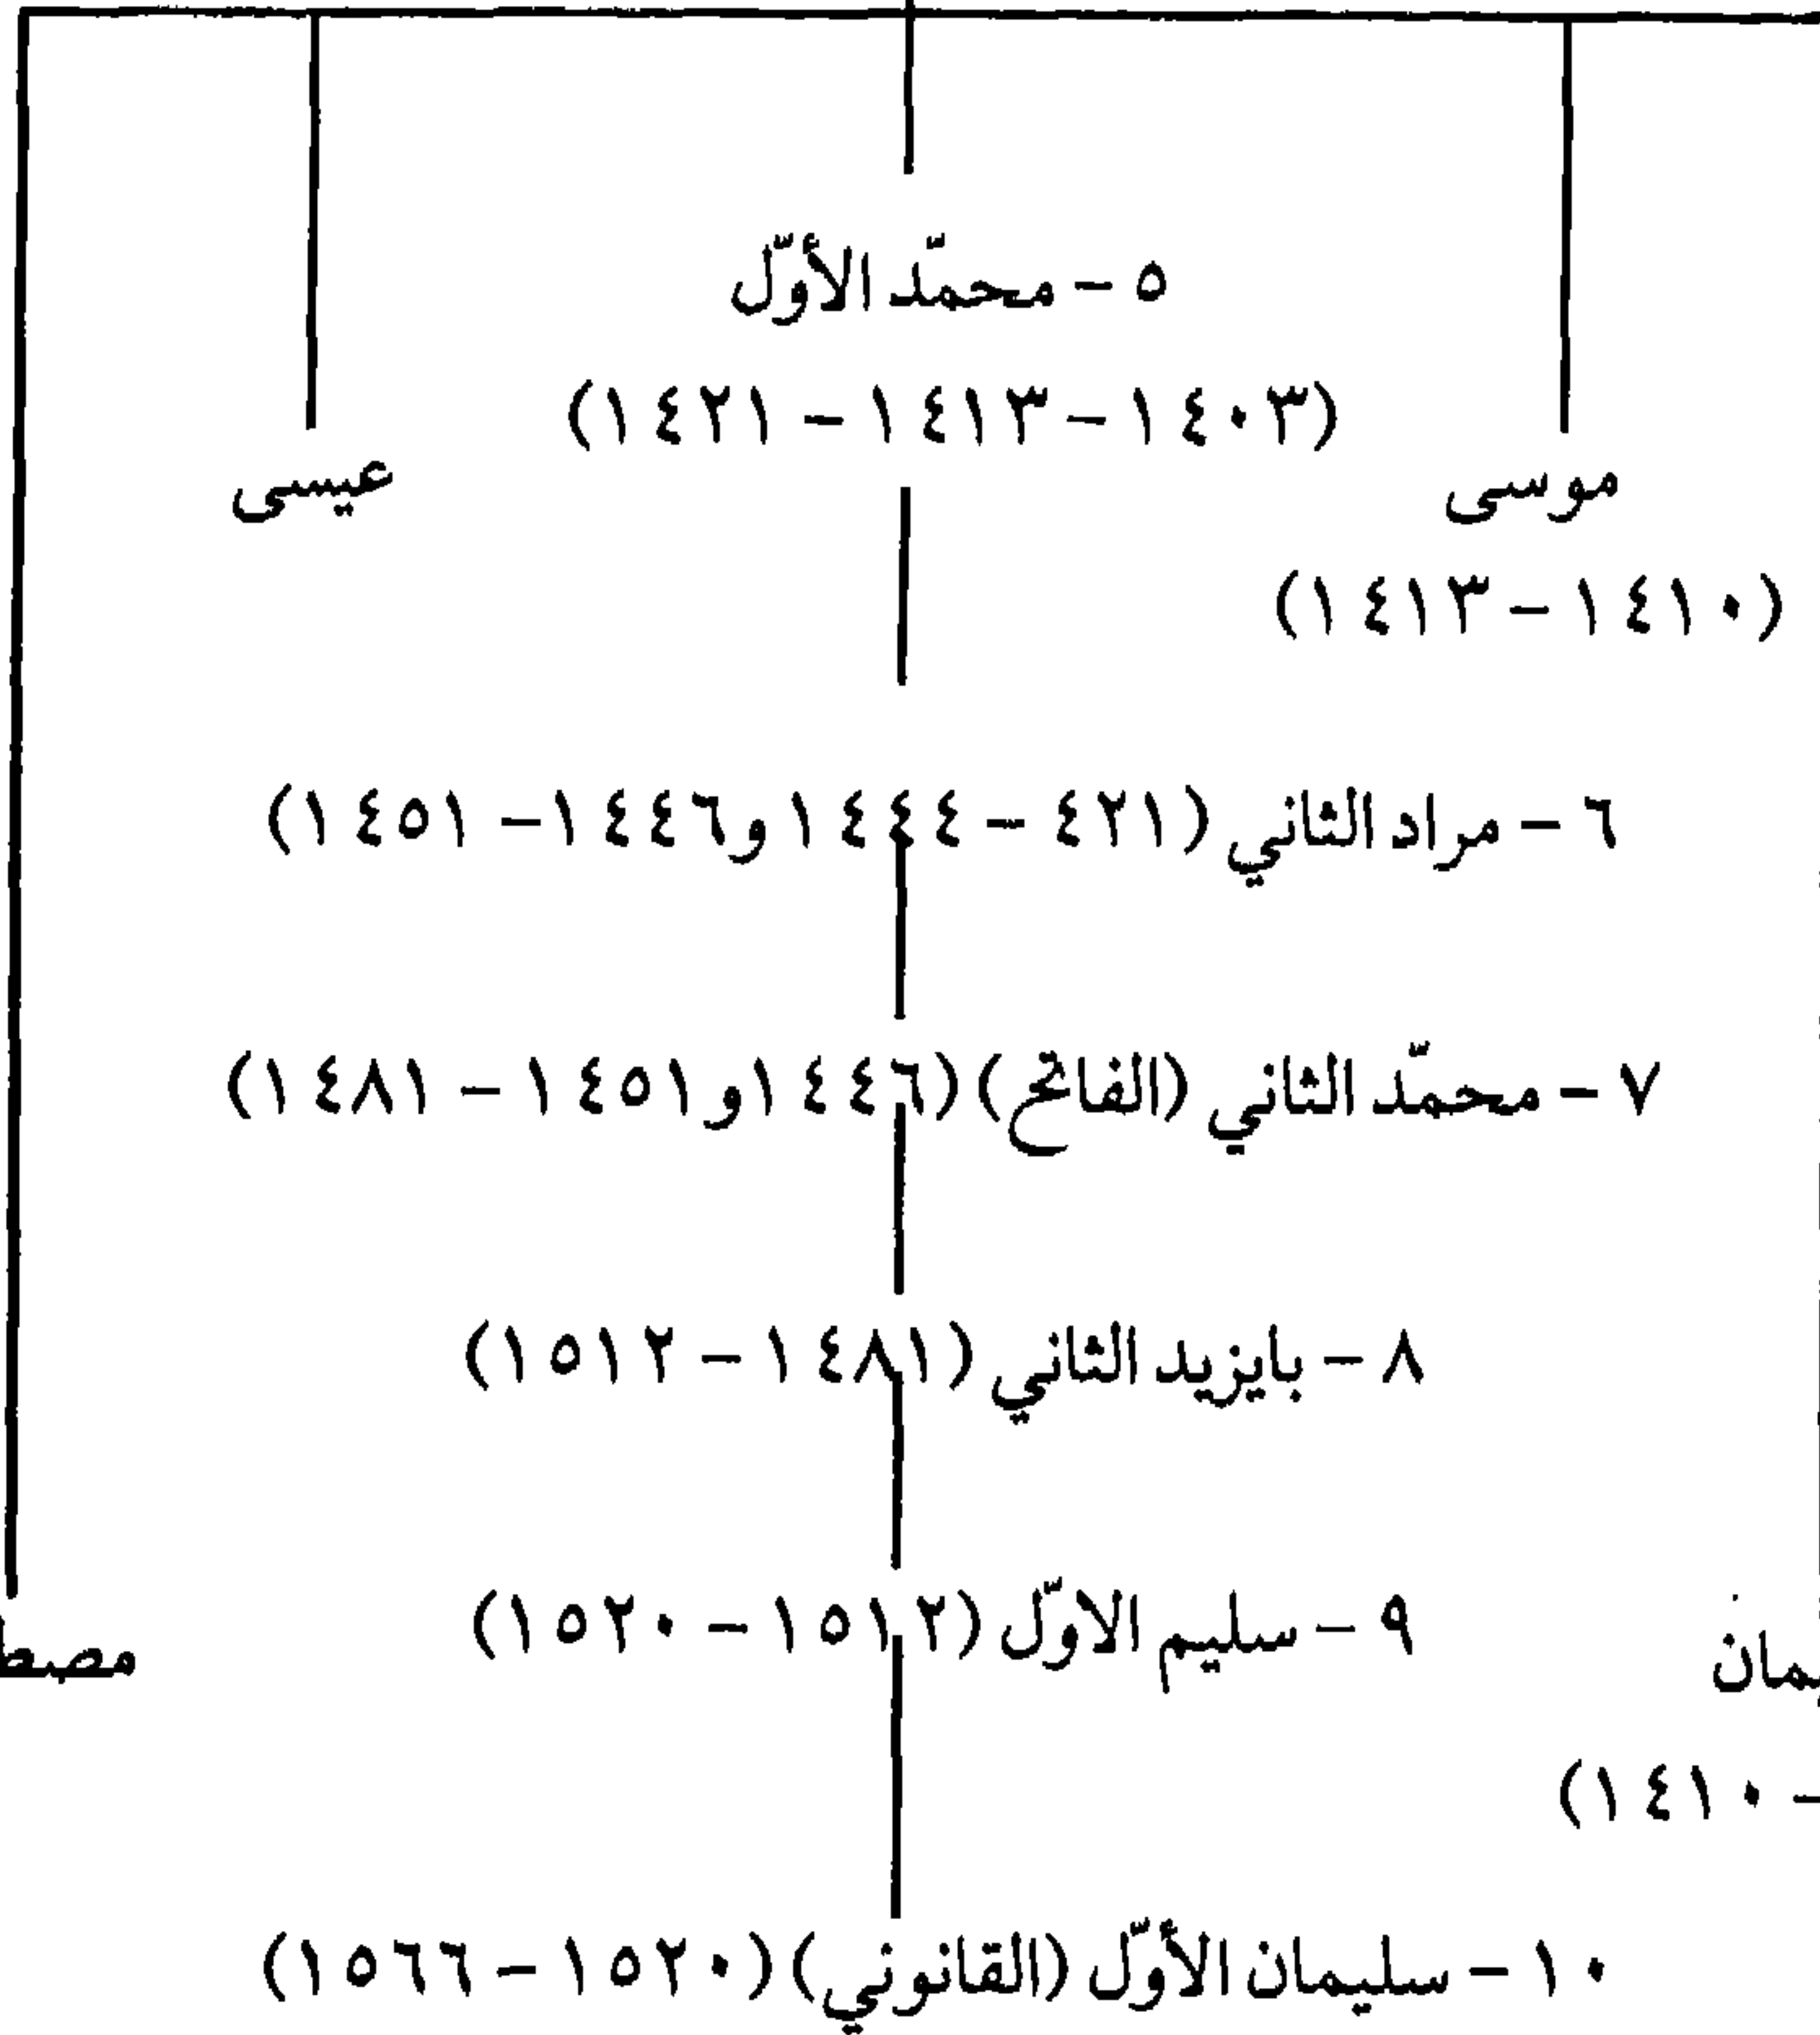 ٥ – محمّد الأوّل
(١٤٠٣–١٤١٣–١٤٢١)
موسى
عيسى
(١٤١٠–١٤١٣)
٦ – مراد الثاني (٤٢١ – ١٤٤٤ و١٤٤٦– ١٤٥١)
٧ – محمّد الثاني (الفاتح) (١٤٤٦ و١٤٥١ – ١٤٨١)
٨ – بايزيد الثاني (١٤٨١ – ١٥١٢)
٩ – سليم الاوّل (١٥١٢ – ١٥٢٠)
– ١٤١٠)
١٠ – سليمان الأوّل (القانوني) (١٥٢٠ – ١٥٦٦)